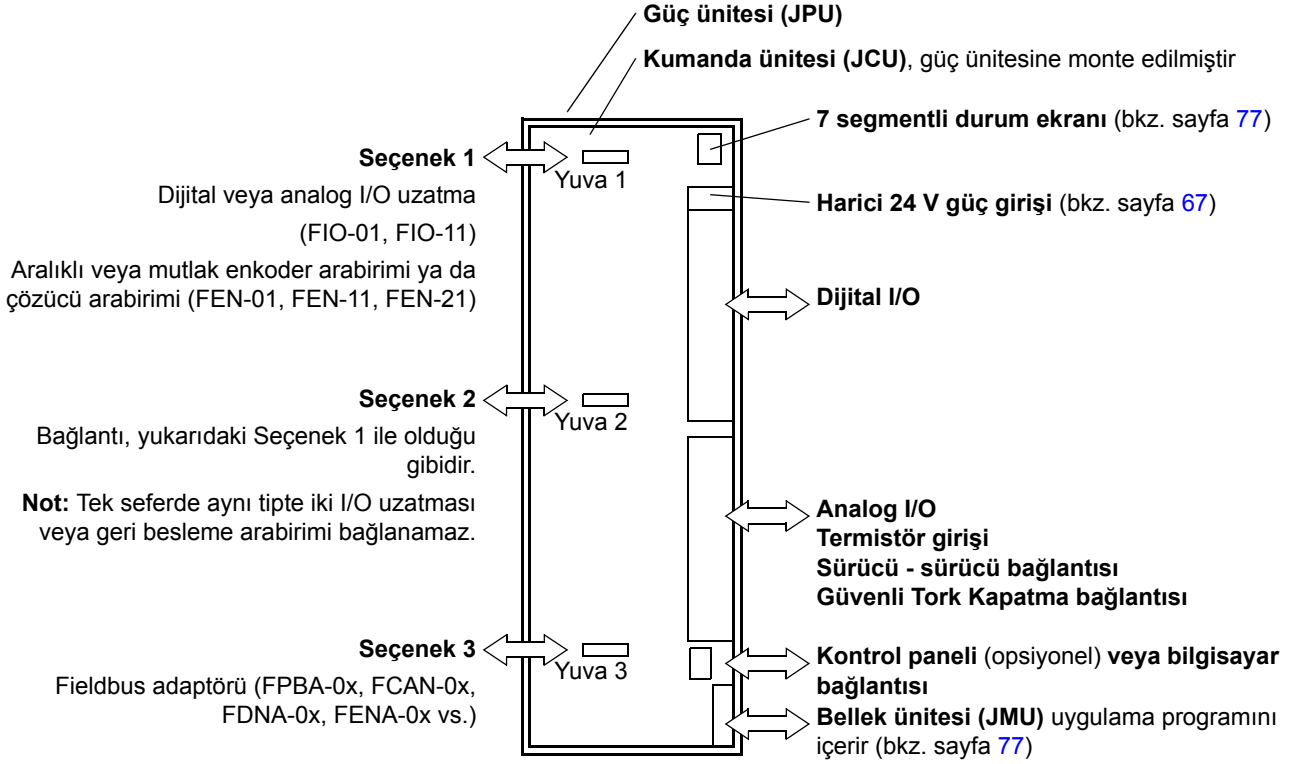 Güç ünitesi (JPU)
Kumanda ünitesi (JCU), güç ünitesine monte edilmiştir
7 segmentli durum ekranı (bkz. sayfa 77)
Seçenek 1
Yuva 1
Dijital veya analog I/O uzatma
(FIO-01, FIO-11)
Aralıklı veya mutlak enkoder arabirimi ya da
çözücü arabirimi (FEN-01, FEN-11, FEN-21)
Harici 24 V güç girişi (bkz. sayfa 67)
Dijital I/O
Seçenek 2
Yuva 2
Bağlantı, yukarıdaki Seçenek 1 ile olduğu
gibidir.
Not: Tek seferde aynı tipte iki I/O uzatması
veya geri besleme arabirimi bağlanamaz.
Analog I/O
Termistör girişi
Sürücü - sürücü bağlantısı
Güvenli Tork Kapatma bağlantısı
Seçenek 3
Yuva 3
Fieldbus adaptörü (FPBA-0x, FCAN-0x,
FDNA-0x, FENA-0x vs.)
Kontrol paneli (opsiyonel) veya bilgisayar
bağlantısı
Bellek ünitesi (JMU) uygulama programını
içerir (bkz. sayfa 77)